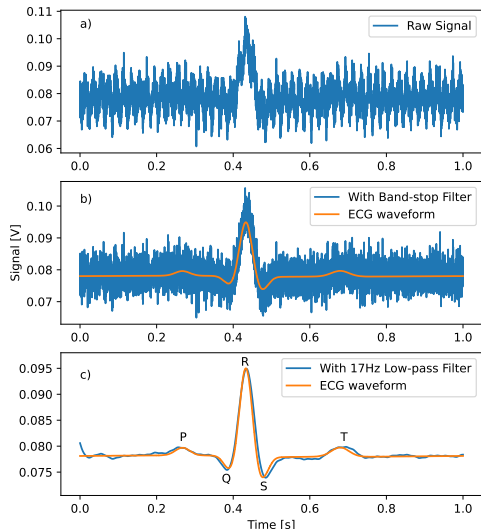 0.11
0.10
0.09
0.08
0.07
0.06
a)
Raw Signal
0.0 0.2 0.4 0.6 0.8 1.0
0.10
0.09
0.08
0.07
b)
With Band-stop Filter
ECG waveform
Signal [V]
0.0 0.2 0.4 0.6 0.8 1.0
0.095
0.090
0.085
0.080
0.075
c)
R
With 17Hz Low-pass Filter
ECG waveform
P
T
Q
S
0.0 0.2 0.4 0.6 0.8 1.0
Time [s]